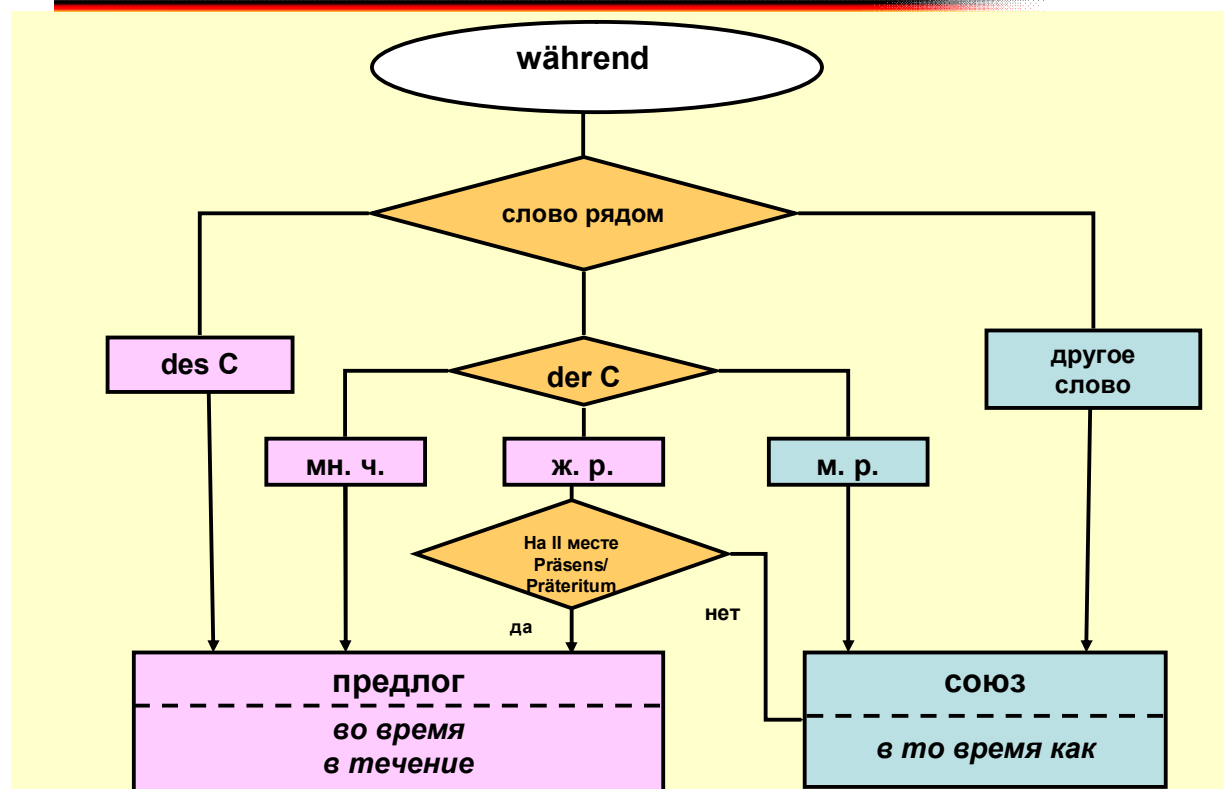 während
слово рядом
des C
der C
другое
слово
мн. ч.
ж. р.
м. р.
На II месте
Präsens/
Präteritum
да
нет
предлог
во время
в течение
союз
в то время как